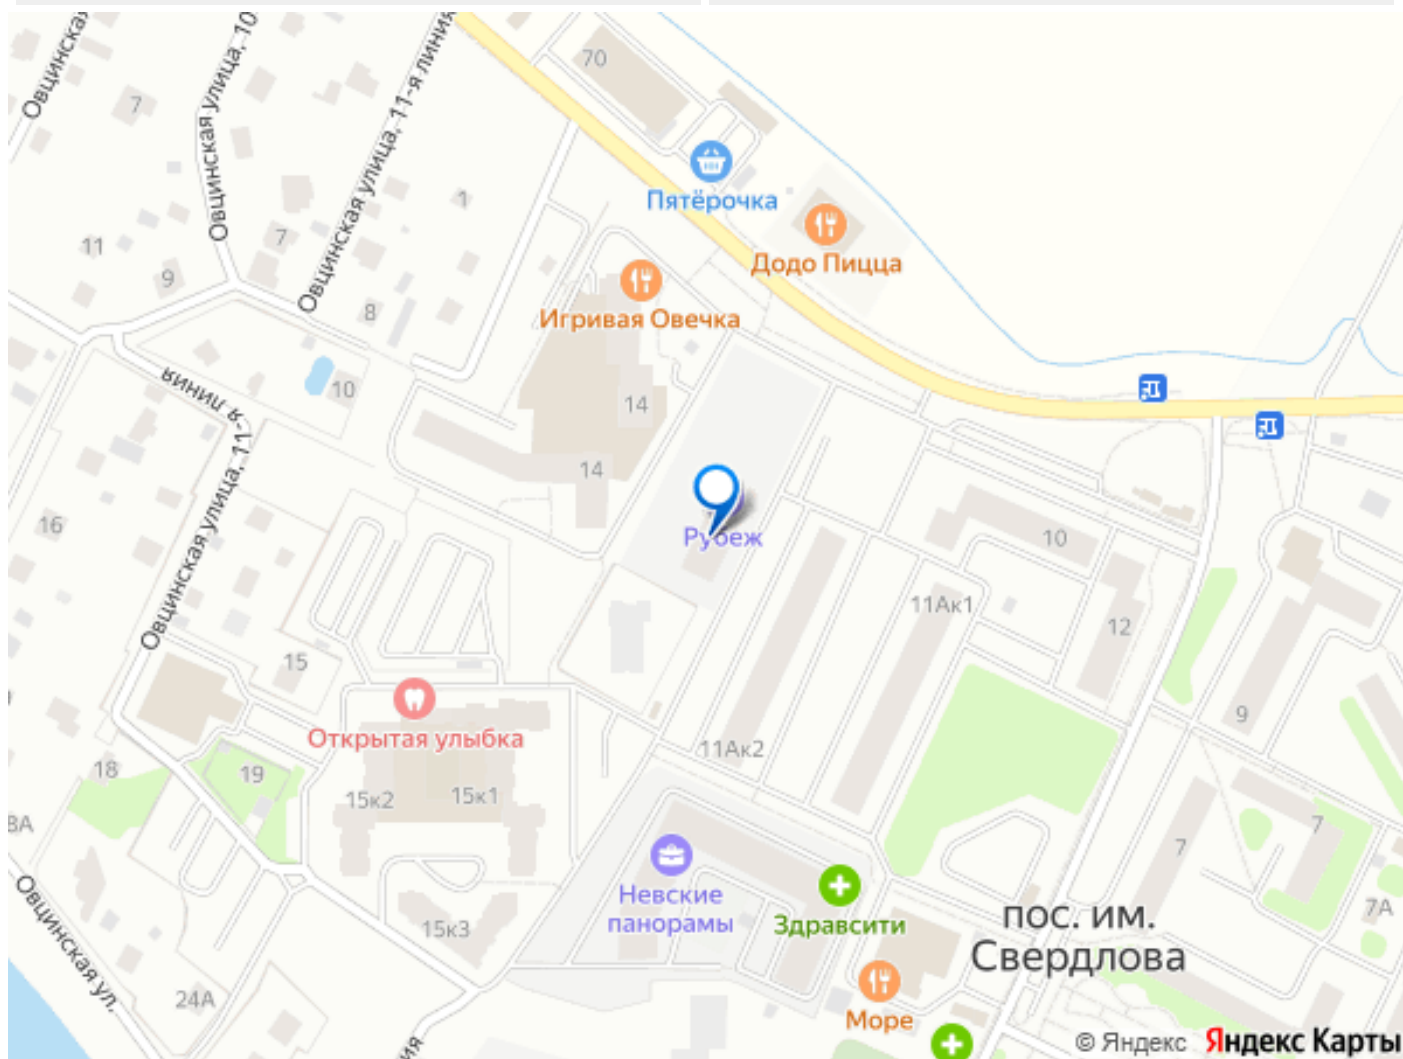 Овцинская
Овцинская улица, 10
Овцинская улица, 11-я линия
70
7
Пятёрочка
1
Додо Пицца
11
7
9
Игривая Овечка
8
10
14
14
Овцинская улица, 11-я линия
16
Рубеж
10
11Ак1
12
15
9
Открытая улыбка
11Ак2
18
19
15к2
15к1
8А
7
7
Невские
панорамы
Здравсити
15к3
7А
пос. им.
Свердлова
Овцинская ул.
24А
Море
ия
© Яндекс Яндекс Карты